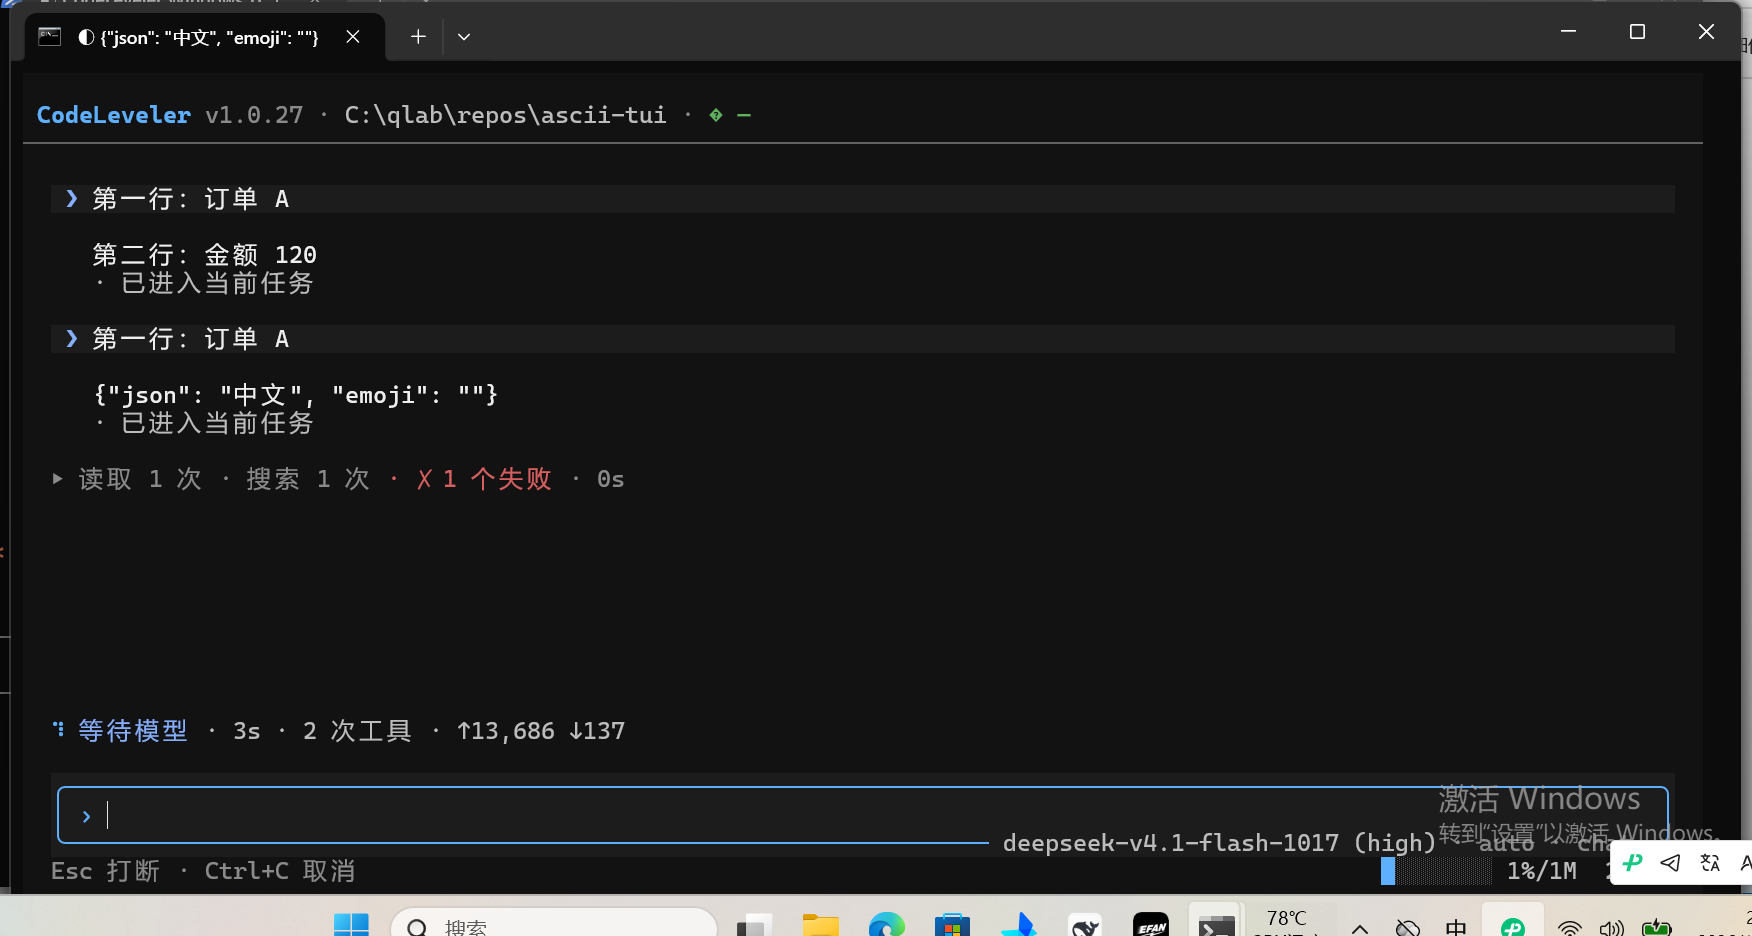 {"json": "中文", "emoji": ""}
CodeLeveler v1.0.27 · C:\qlab\repos\ascii-tui ·
❯ 第一行: 订单 A
第二行: 金额 120
· 已进入当前任务
❯ 第一行: 订单 A
{"json": "中文", "emoji": ""}
· 已进入当前任务
▸ 读取 1 次 · 搜索 1 次 · ✗ 1 个失败 · 0s
等待模型 · 3s · 2 次工具 · ↑13,686 ↓137
›
激活 Windows
转到"设置"以激活 Windows。
deepseek-v4.1-flash-1017 (high) · auto ·
Esc 打断 · Ctrl+C 取消
1%/1M
搜索
EFAN
78℃
中